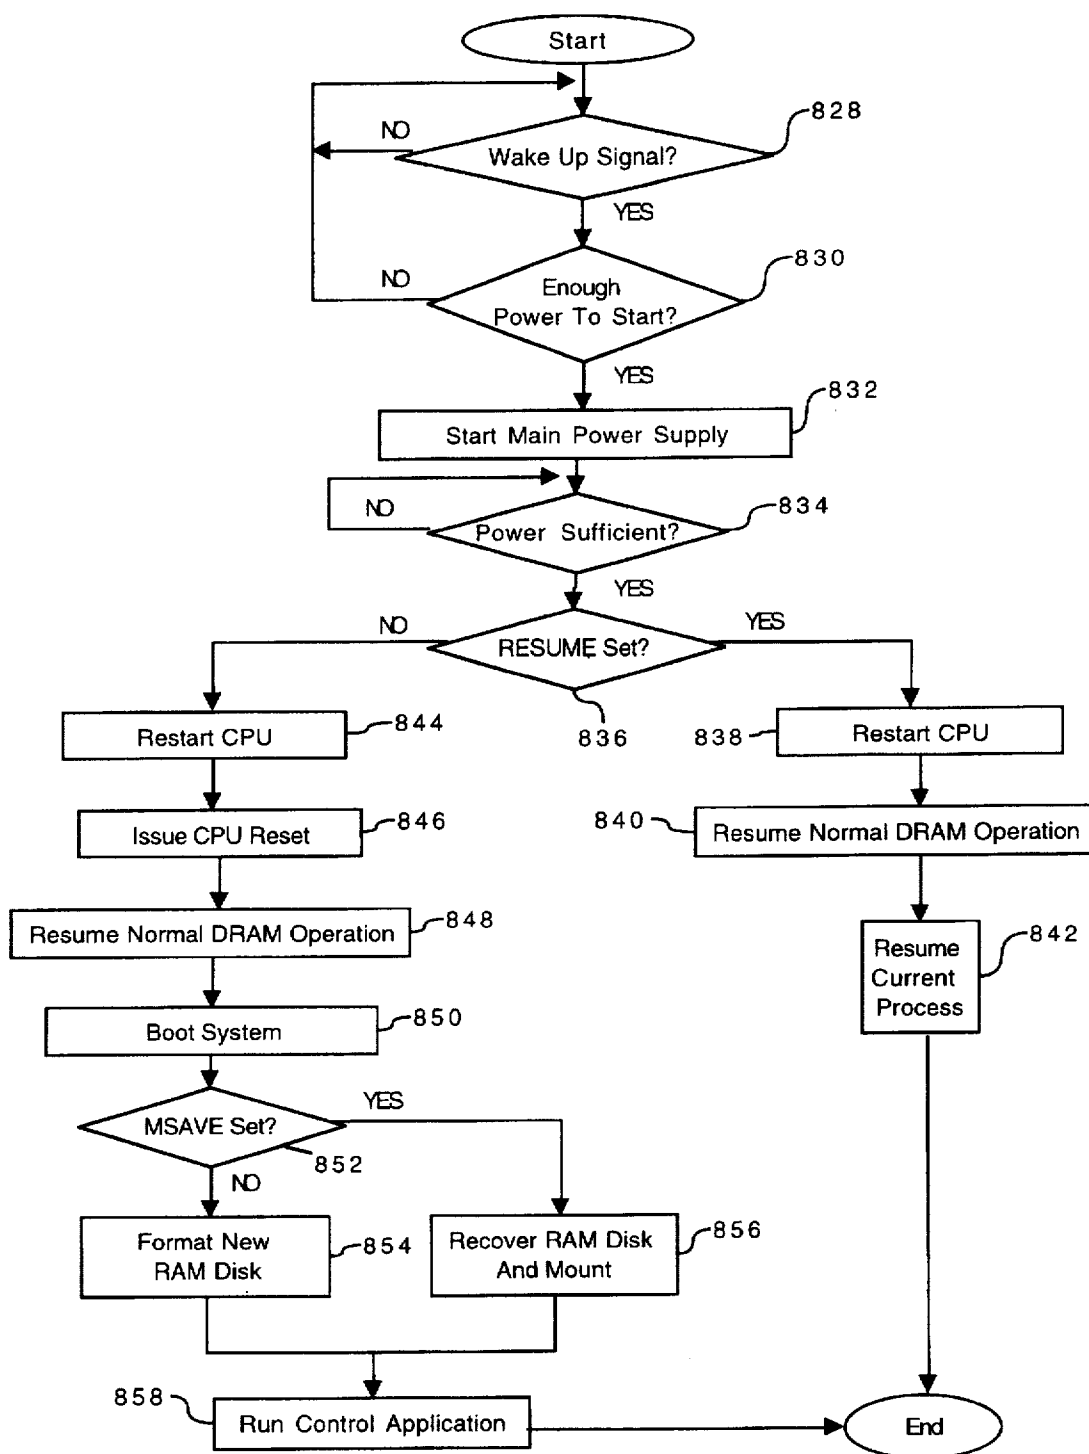 Start
828
NO
Wake Up Signal?
YES
830
NO
Enough
Power To Start?
YES
832
Start Main Power Supply
NO
Power Sufficient?
834
YES
NO
YES
RESUME Set?
836
844
Restart CPU
838
Restart CPU
846
Issue CPU Reset
840
Resume Normal DRAM Operation
848
Resume Normal DRAM Operation
842
Resume
Current
Process
850
Boot System
YES
MSAVE Set?
852
NO
Format New
RAM Disk
854
Recover RAM Disk
And Mount
856
858
Run Control Application
End